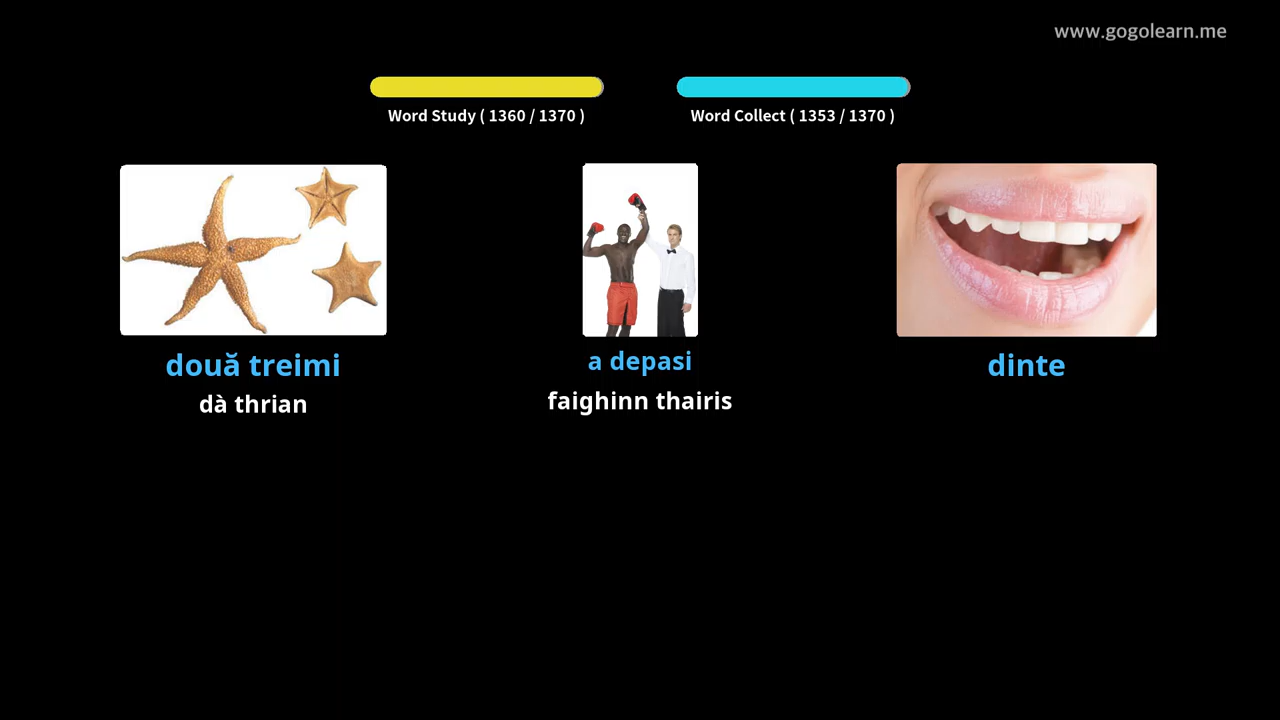 www.gogolearn.me
Word Study ( 1360 / 1370 )
Word Collect ( 1353 / 1370 )
două treimi
dà thrian
a depasi
faighinn thairis
dinte